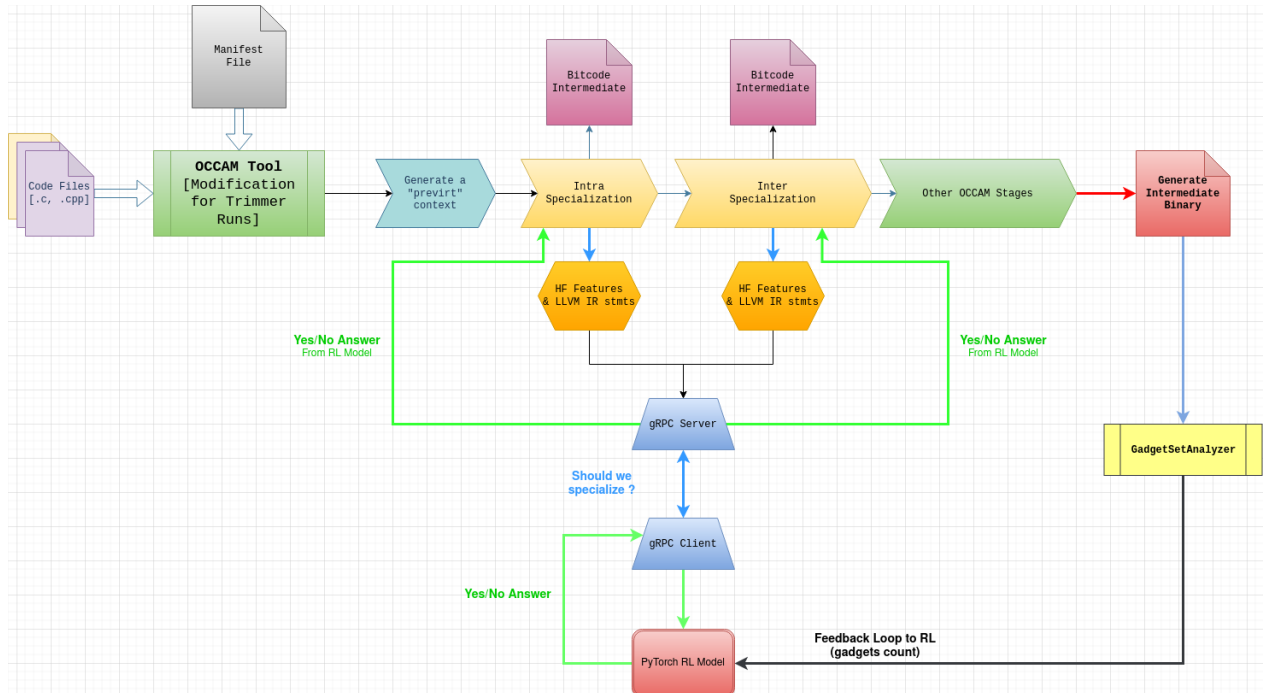 Manifest
File
Bitcode
Intermediate
Bitcode
Intermediate
Code Files
[.c, .cpp]
OCCAM Tool
[Modification
for Trimmer
Runs]
Generate a
"previrt"
context
Intra
Specialization
Inter
Specialization
Other OCCAM Stages
Generate
Intermediate
Binary
HF Features
& LLVM IR stmts
HF Features
& LLVM IR stmts
Yes/No Answer
From RL Model
Yes/No Answer
From RL Model
gRPC Server
GadgetSetAnalyzer
Should we
specialize ?
gRPC Client
Yes/No Answer
Feedback Loop to RL
(gadgets count)
PyTorch RL Model